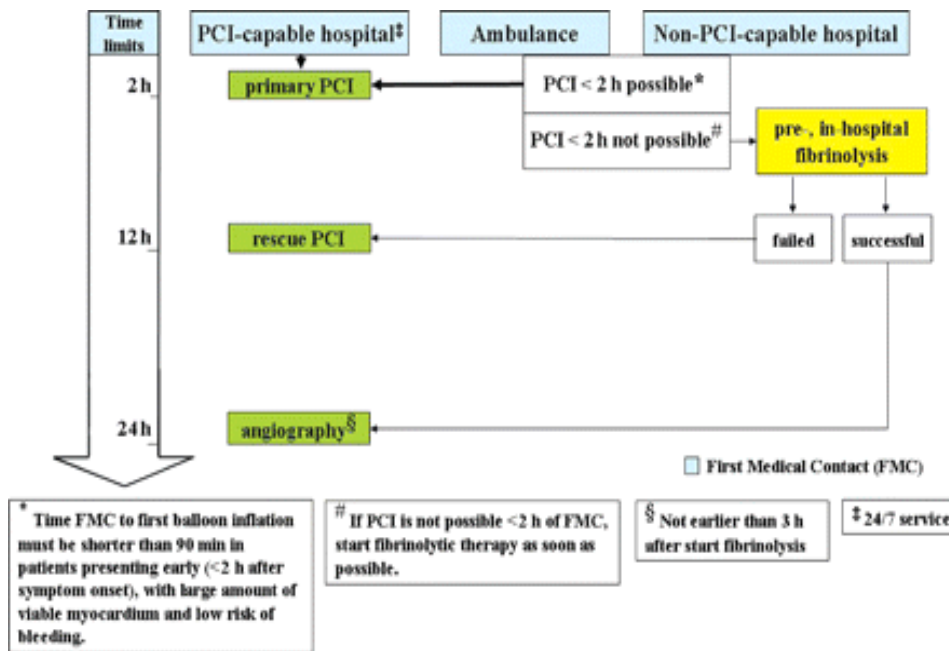 Time
limits
PCI-capable hospital‡
Ambulance
Non-PCI-capable hospital
2 h
primary PCI
PCI < 2 h possible*
PCI < 2 h not possible#
pre-, in-hospital
fibrinolysis
12 h
rescue PCI
failed
successful
24 h
angiography§
First Medical Contact (FMC)
* Time FMC to first balloon inflation
must be shorter than 90 min in
patients presenting early (<2 h after
symptom onset), with large amount of
viable myocardium and low risk of
bleeding.
# If PCI is not possible <2 h of FMC,
start fibrinolytic therapy as soon as
possible.
§ Not earlier than 3 h
after start fibrinolysis
‡ 24/7 service